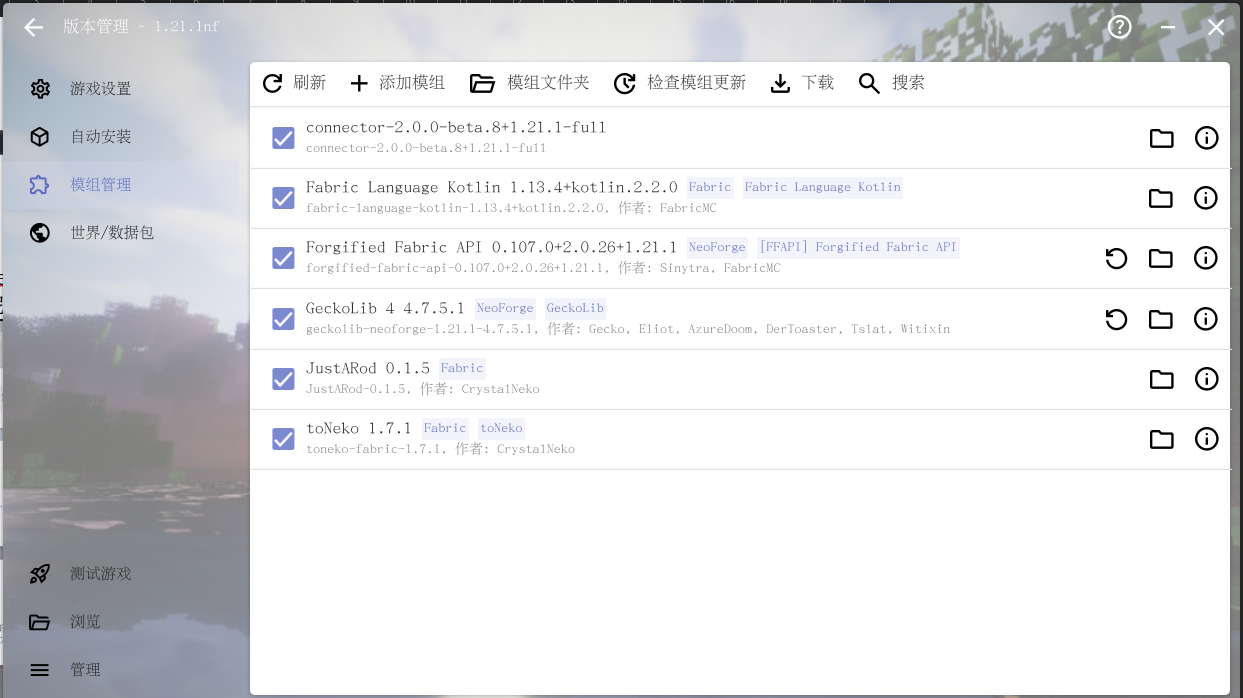 版本管理 - 1.21.1nf
游戏设置
自动安装
模组管理
世界/数据包
测试游戏
浏览
管理
刷新 添加模组 模组文件夹 检查模组更新 下载 搜索
connector-2.0.0-beta.8+1.21.1-full
connector-2.0.0-beta.8+1.21.1-full
Fabric Language Kotlin 1.13.4+kotlin.2.2.0 Fabric Fabric Language Kotlin
fabric-language-kotlin-1.13.4+kotlin.2.2.0, 作者: FabricMC
Forgified Fabric API 0.107.0+2.0.26+1.21.1 NeoForge [FFAPI] Forgified Fabric API
forgified-fabric-api-0.107.0+2.0.26+1.21.1, 作者: Sinytra, FabricMC
GeckoLib 4 4.7.5.1 NeoForge GeckoLib
geckolib-neoforge-1.21.1-4.7.5.1, 作者: Gecko, Eliot, AzureDoom, DerToaster, Tslat, Witixin
JustARod 0.1.5 Fabric
JustARod-0.1.5, 作者: CrystalNeko
toNeko 1.7.1 Fabric toNeko
toneko-fabric-1.7.1, 作者: CrystalNeko